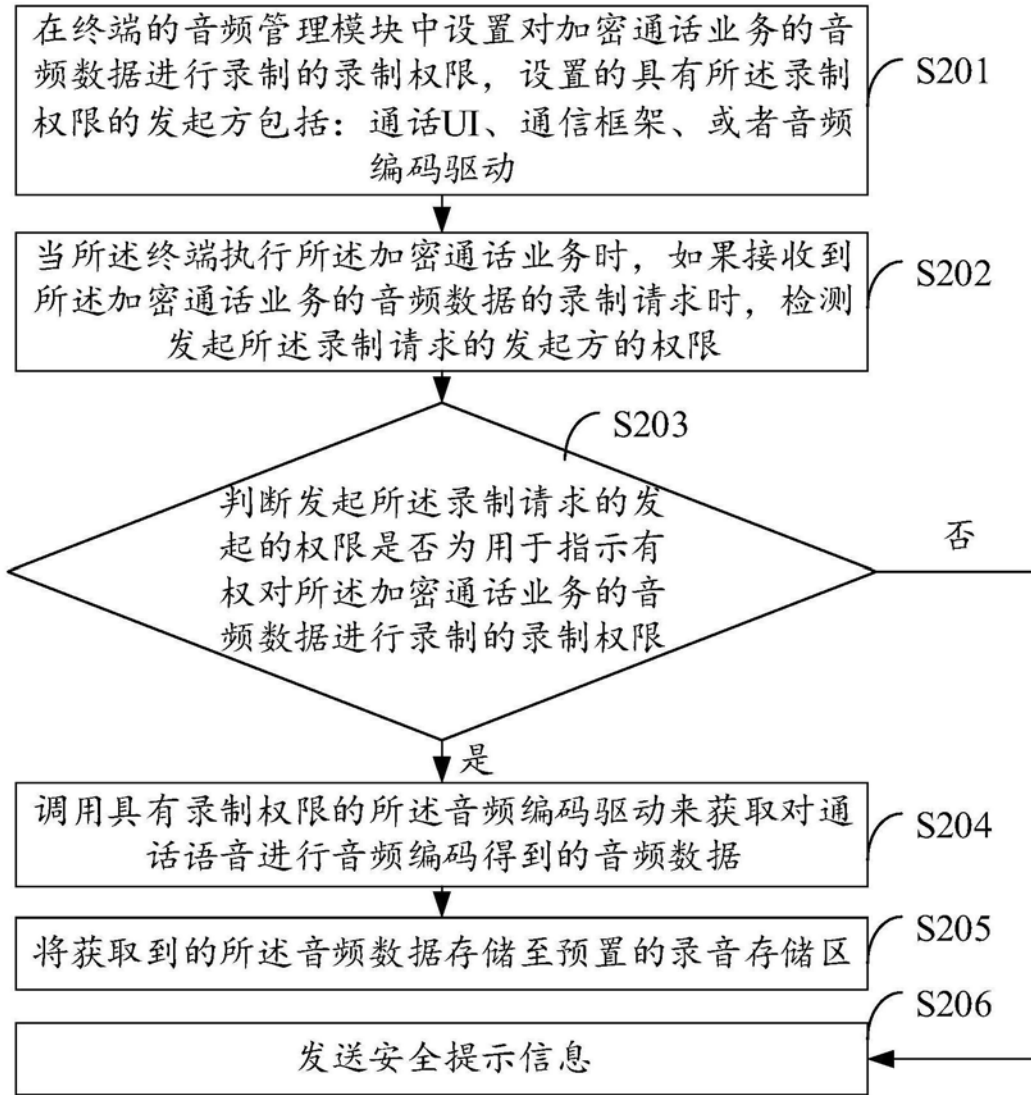 在终端的音频管理模块中设置对加密通话业务的音
频数据进行录制的录制权限，设置的具有所述录制
权限的发起方包括：通话UI、通信框架、或者音频
编码驱动
S201
当所述终端执行所述加密通话业务时，如果接收到
所述加密通话业务的音频数据的录制请求时，检测
发起所述录制请求的发起方的权限
S202
S203
判断发起所述录制请求的发
起的权限是否为用于指示有
权对所述加密通话业务的音
频数据进行录制的录制权限
否
是
调用具有录制权限的所述音频编码驱动来获取对通
话语音进行音频编码得到的音频数据
S204
将获取到的所述音频数据存储至预置的录音存储区
S205
发送安全提示信息
S206